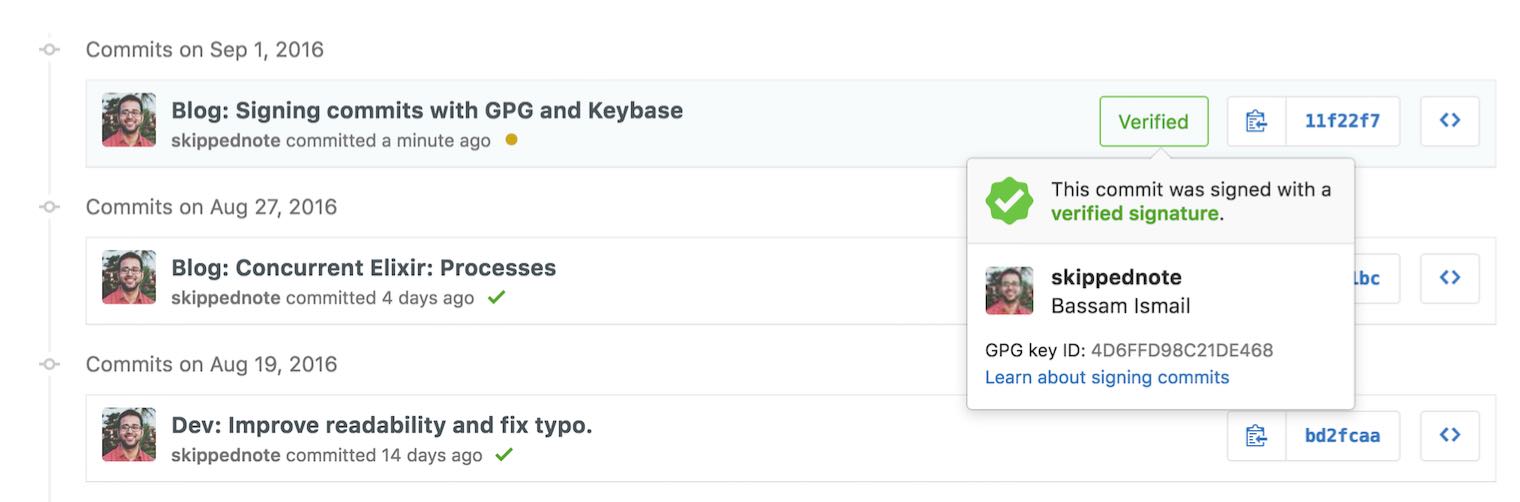 Commits on Sep 1, 2016
Blog: Signing commits with GPG and Keybase
skippednote committed a minute ago
Verified
11f22f7
This commit was signed with a
verified signature.
Commits on Aug 27, 2016
Blog: Concurrent Elixir: Processes
skippednote committed 4 days ago
skippednote
Bassam Ismail
GPG key ID: 4D6FFD98C21DE468
Learn about signing commits
Commits on Aug 19, 2016
Dev: Improve readability and fix typo.
skippednote committed 14 days ago
bd2fcaa